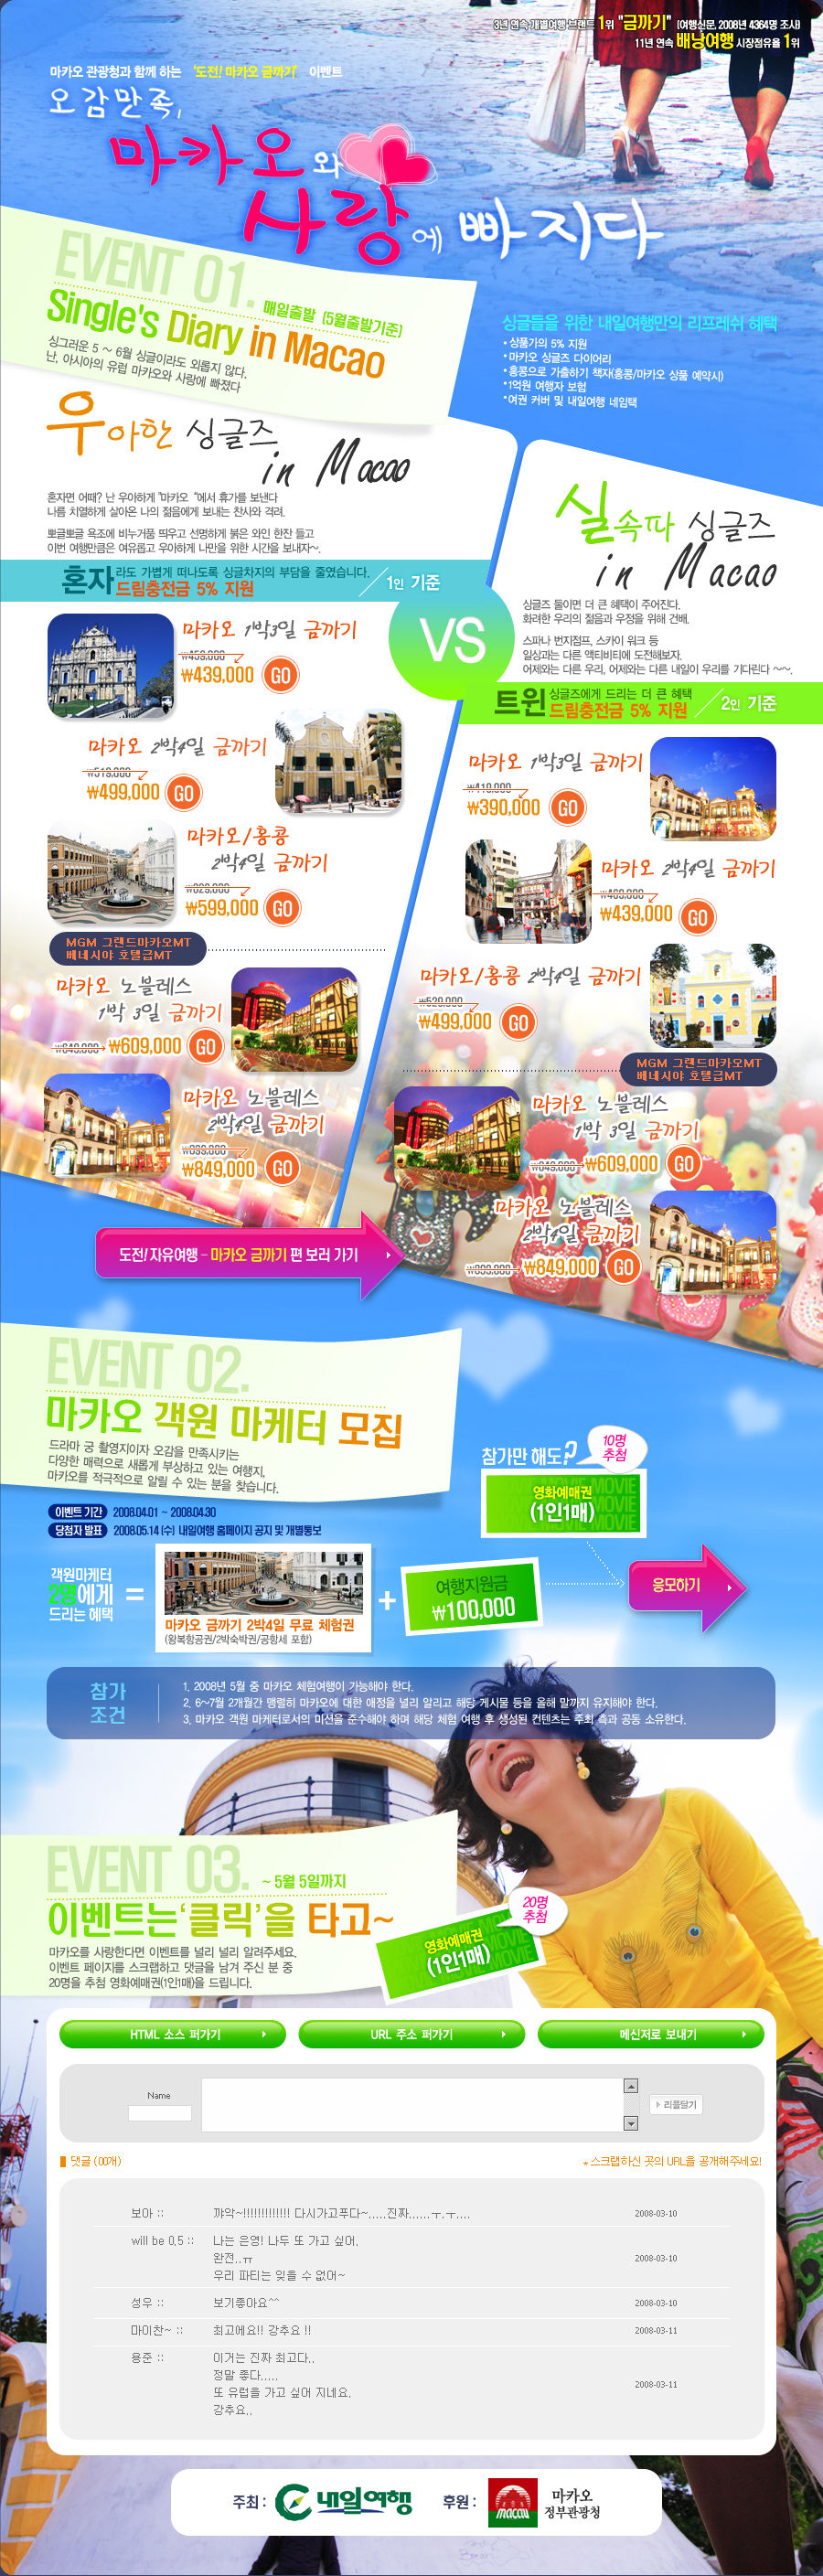 3년 연속 개별여행 브랜드 1위 "금까기" (여행신문, 2008년 4364명 조사)
11년 연속 배낭여행 시장점유율 1위
마카오 관광청과 함께 하는 '도전! 마카오 금까기' 이벤트
오감만족,
마카오와
사랑에 빠지다
EVENT 01.
매일출발 (5월출발기준)
Single's Diary in Macao
싱그러운 5 ~ 6월 싱글이라도 외롭지 않다.
난, 아시아의 유럽 마카오와 사랑에 빠졌다
싱글들을 위한 내일여행만의 리프레쉬 혜택
•상품가의 5% 지원
•마카오 싱글즈 다이어리
•홍콩으로 가출하기 책자(홍콩/마카오 상품 예약시)
•1억원 여행자 보험
•여권 커버 및 내일여행 네임택
우아한 싱글즈
in Macao
혼자면 어때? 난 우아하게 "마카오 "에서 휴가를 보낸다
나름 치열하게 살아온 나의 젊음에게 보내는 찬사와 격려.
뽀글뽀글 욕조에 비누거품 띄우고 선명하게 붉은 와인 한잔 들고
이번 여행만큼은 여유롭고 우아하게 나만을 위한 시간을 보내자~.
혼자라도 가볍게 떠나도록 싱글차지의 부담을 줄였습니다.
드림충전금 5% 지원
1인 기준
VS
실속파 싱글즈
in Macao
싱글즈 둘이면 더 큰 혜택이 주어진다.
화려한 우리의 젊음과 우정을 위해 건배.
스파나 번지점프, 스카이 워크 등
일상과는 다른 액티비티에 도전해보자.
어제와는 다른 우리, 어제와는 다른 내일이 우리를 기다린다 ~~.
트윈 싱글즈에게 드리는 더 큰 혜택
드림충전금 5% 지원
2인 기준
마카오 1박3일 금까기
₩459,000
₩439,000 GO
마카오 2박4일 금까기
₩519,000
₩499,000 GO
마카오/홍콩
2박4일 금까기
₩629,000
₩599,000 GO
MGM 그랜드마카오MT
베네시야 호텔급MT
마카오 노블레스
1박 3일 금까기
₩649,000 ₩609,000 GO
마카오 노블레스
2박4일 금까기
₩899,000
₩849,000 GO
마카오 1박3일 금까기
₩410,000
₩390,000 GO
마카오 2박4일 금까기
₩469,000
₩439,000 GO
마카오/홍콩 2박4일 금까기
₩529,000
₩499,000 GO
MGM 그랜드마카오MT
베네시야 호텔급MT
마카오 노블레스
1박 3일 금까기
₩649,000 ₩609,000 GO
마카오 노블레스
2박4일 금까기
₩899,000 ₩849,000 GO
도전! 자유여행 - 마카오 금까기 편 보러 가기
EVENT 02.
마카오 객원 마케터 모집
드라마 궁 촬영지이자 오감을 만족시키는
다양한 매력으로 새롭게 부상하고 있는 여행지,
마카오를 적극적으로 알릴 수 있는 분을 찾습니다.
이벤트 기간 2008.04.01 ~ 2008.04.30
당첨자 발표 2008.05.14 (수) 내일여행 홈페이지 공지 및 개별통보
참가만 해도?
10명
추첨
MOVIE MOVIE MOVIE
영화예매권
(1인1매)
객원마케터
2명에게
드리는 혜택
=
마카오 금까기 2박4일 무료 체험권
(왕복항공권/2박숙박권/공항세 포함)
+
여행지원금
₩100,000
응모하기
참가
조건
1. 2008년 5월 중 마카오 체험여행이 가능해야 한다.
2. 6~7월 2개월간 맹렬히 마카오에 대한 애정을 널리 알리고 해당 게시물 등을 올해 말까지 유지해야 한다.
3. 마카오 객원 마케터로서의 미션을 준수해야 하며 해당 체험 여행 후 생성된 컨텐츠는 주최 측과 공동 소유한다.
EVENT 03.
~ 5월 5일까지
이벤트는 '클릭'을 타고~
마카오를 사랑한다면 이벤트를 널리 널리 알려주세요.
이벤트 페이지를 스크랩하고 댓글을 남겨 주신 분 중
20명을 추첨 영화예매권(1인1매)을 드립니다.
20명
추첨
영화예매권
(1인1매)
HTML 소스 퍼가기
URL 주소 퍼가기
메신저로 보내기
Name
리플달기
댓글 (00개)
* 스크랩하신 곳의 URL을 공개해주세요!
보아 :: 꺄악~!!!!!!!!!!!!! 다시가고푸다~.....진짜......ㅜ.ㅜ.... 2008-03-10
will be 0.5 :: 나는 은영! 나두 또 가고 싶어.
완전..ㅠ 2008-03-10
우리 파티는 잊을 수 없어~
성우 :: 보기좋아요^^ 2008-03-10
마이찬~ :: 최고에요!! 강추요 !! 2008-03-11
용준 :: 이거는 진짜 최고다..
정말 좋다.....
또 유럽을 가고 싶어 지네요. 2008-03-11
강추요..
주최 : 내일여행
후원 : MACAU 마카오
정부관광청